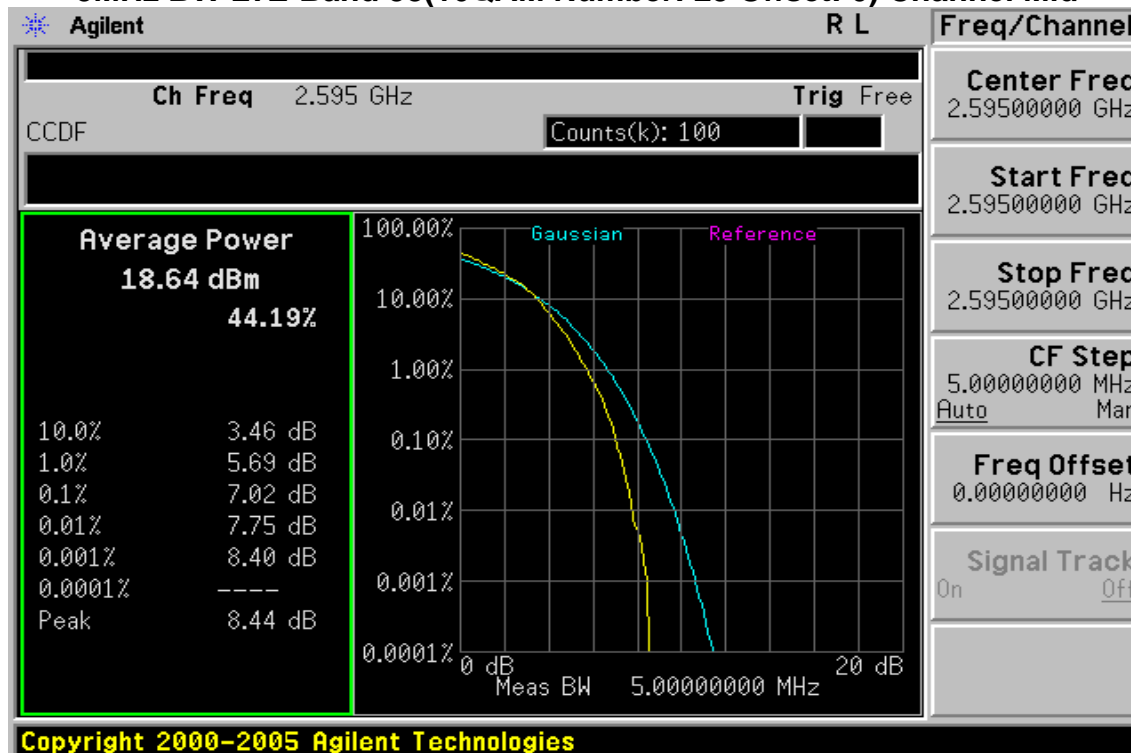 Agilent R L
Freq/Channel
Ch Freq 2.595 GHz Trig Free
CCDF Counts(k): 100
Average Power
18.64 dBm
44.19%
10.0% 3.46 dB
1.0% 5.69 dB
0.1% 7.02 dB
0.01% 7.75 dB
0.001% 8.40 dB
0.0001% ----
Peak 8.44 dB
100.00%
10.00%
1.00%
0.10%
0.01%
0.001%
0.0001%
Gaussian Reference
0 dB 20 dB
Meas BW 5.00000000 MHz
Center Freq
2.59500000 GHz
Start Freq
2.59500000 GHz
Stop Freq
2.59500000 GHz
CF Step
5.00000000 MHz
Auto Man
Freq Offset
0.00000000 Hz
Signal Track
On Off
Copyright 2000-2005 Agilent Technologies